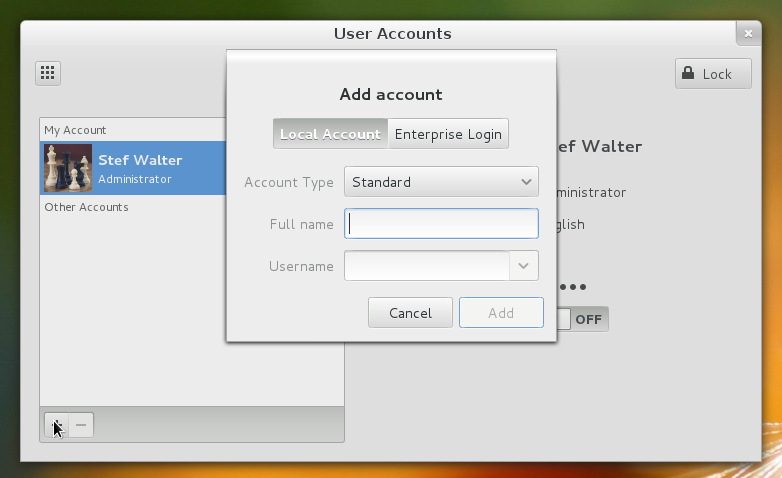 User Accounts
Lock
Add account
Local Account
Enterprise Login
My Account
Stef Walter
Administrator
Other Accounts
Account Type
Standard
Full name
Username
Cancel
Add
ef Walter
ministrator
glish
OFF